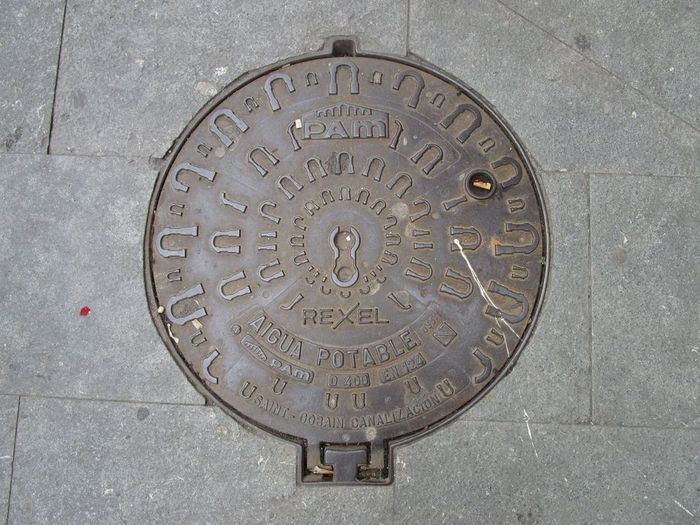 PAM
REXEL
AIGUA POTABLE
PAM D 400 EN 124
SAINT - GOBAIN CANALIZACION